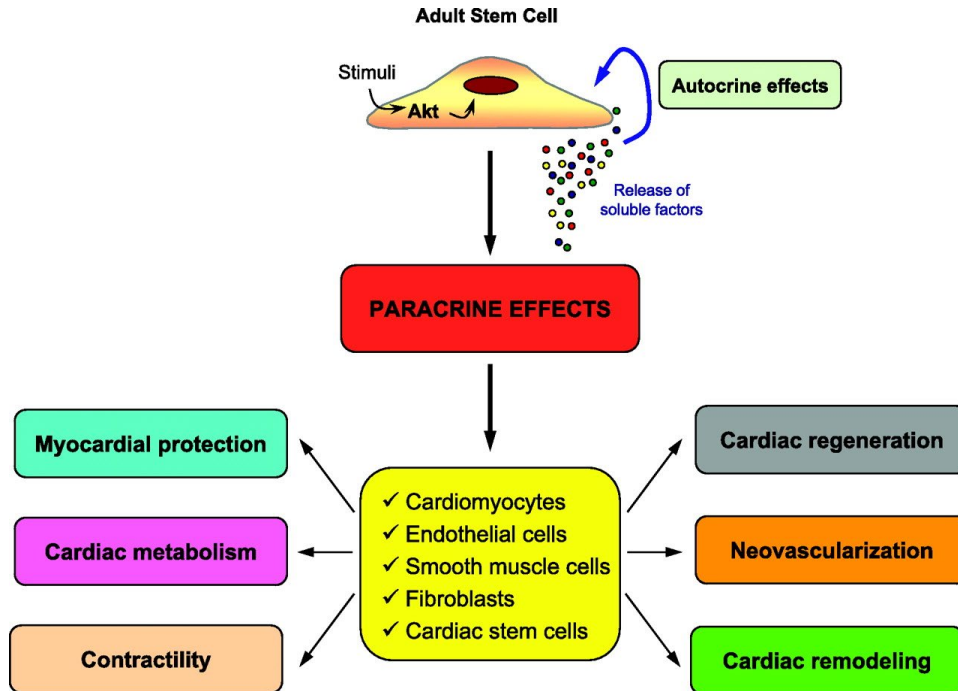 Adult Stem Cell
Stimuli
Akt
Autocrine effects
Release of
soluble factors
PARACRINE EFFECTS
Myocardial protection
Cardiac metabolism
Contractility
✓ Cardiomyocytes
✓ Endothelial cells
✓ Smooth muscle cells
✓ Fibroblasts
✓ Cardiac stem cells
Cardiac regeneration
Neovascularization
Cardiac remodeling